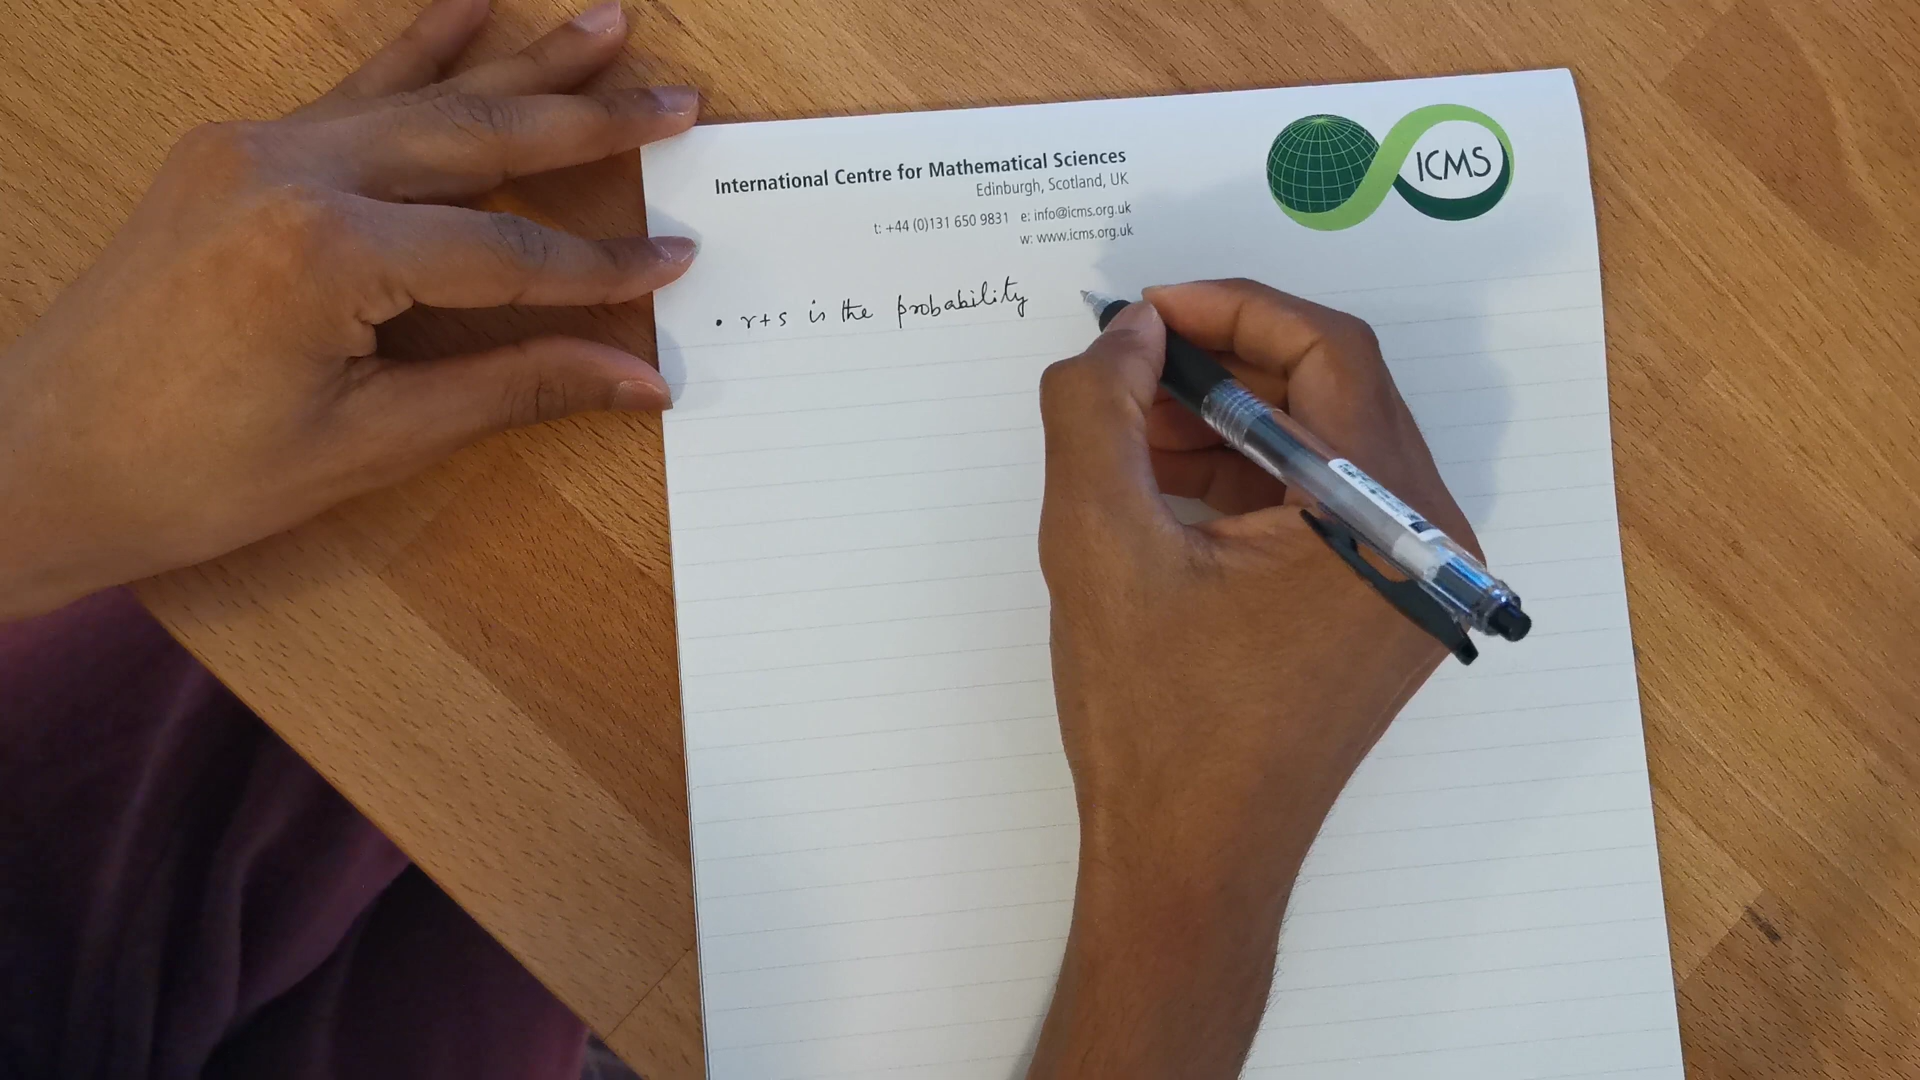 International Centre for Mathematical Sciences
Edinburgh, Scotland, UK
t: +44 (0)131 650 9831 e: info@icms.org.uk
w: www.icms.org.uk
ICMS
• r+s is the probability